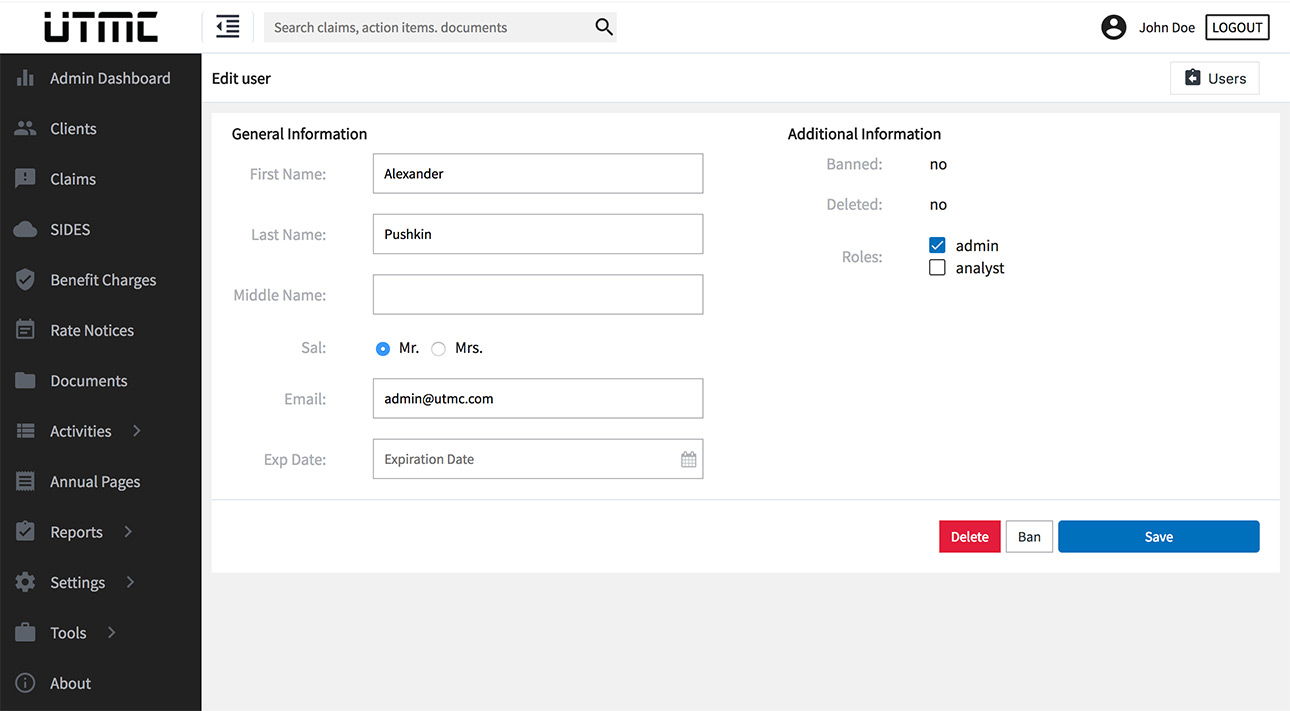 UTMC
Search claims, action items. documents
John Doe
LOGOUT
Admin Dashboard
Clients
Claims
SIDES
Benefit Charges
Rate Notices
Documents
Activities
Annual Pages
Reports
Settings
Tools
About
Edit user
Users
General Information
First Name: Alexander
Last Name: Pushkin
Middle Name:
Sal: Mr. Mrs.
Email: admin@utmc.com
Exp Date: Expiration Date
Additional Information
Banned: no
Deleted: no
Roles: admin
analyst
Delete Ban Save